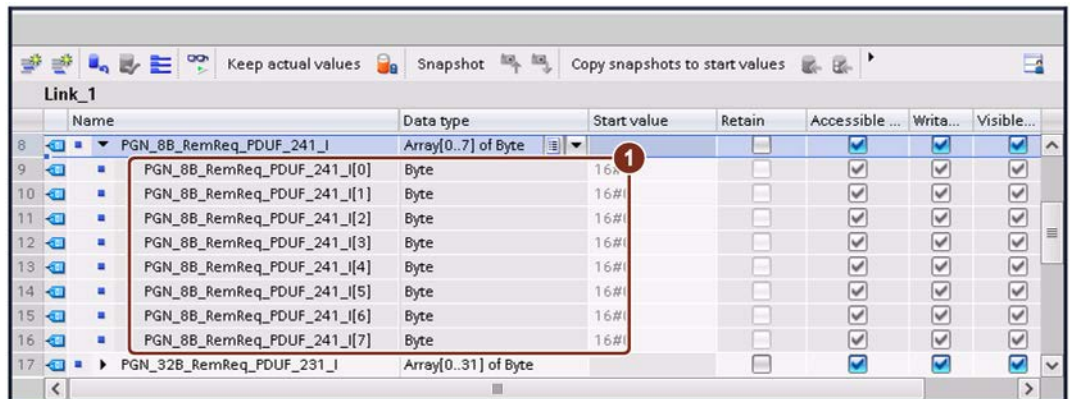 Keep actual values Snapshot Copy snapshots to start values
Link_1
Name Data type Start value Retain Accessible ... Writa... Visible...
8 PGN_8B_RemReq_PDUF_241_I Array[0..7] of Byte
1
9 PGN_8B_RemReq_PDUF_241_I[0] Byte 16#
10 PGN_8B_RemReq_PDUF_241_I[1] Byte 16#
11 PGN_8B_RemReq_PDUF_241_I[2] Byte 16#
12 PGN_8B_RemReq_PDUF_241_I[3] Byte 16#
13 PGN_8B_RemReq_PDUF_241_I[4] Byte 16#
14 PGN_8B_RemReq_PDUF_241_I[5] Byte 16#
15 PGN_8B_RemReq_PDUF_241_I[6] Byte 16#
16 PGN_8B_RemReq_PDUF_241_I[7] Byte 16#
17 PGN_32B_RemReq_PDUF_231_I Array[0..31] of Byte